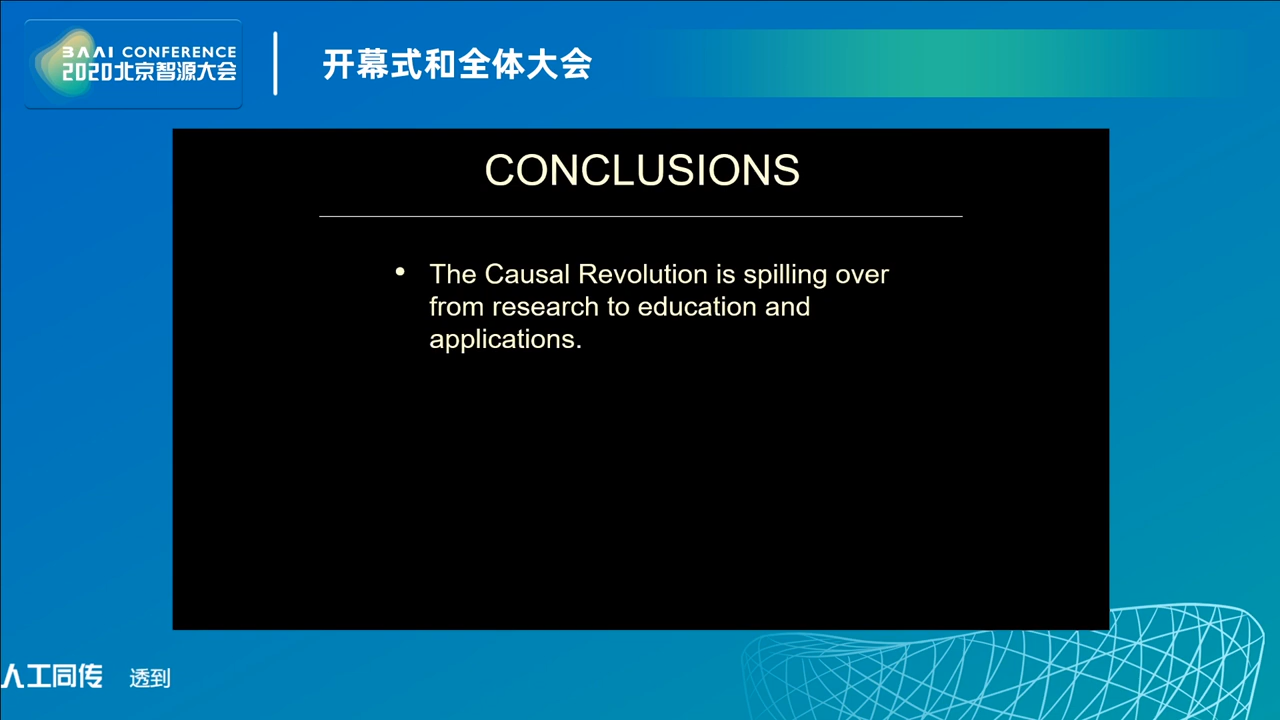 BAAI CONFERENCE
2020北京智源大会
开幕式和全体大会
CONCLUSIONS
• The Causal Revolution is spilling over
from research to education and
applications.
人工同传 透到